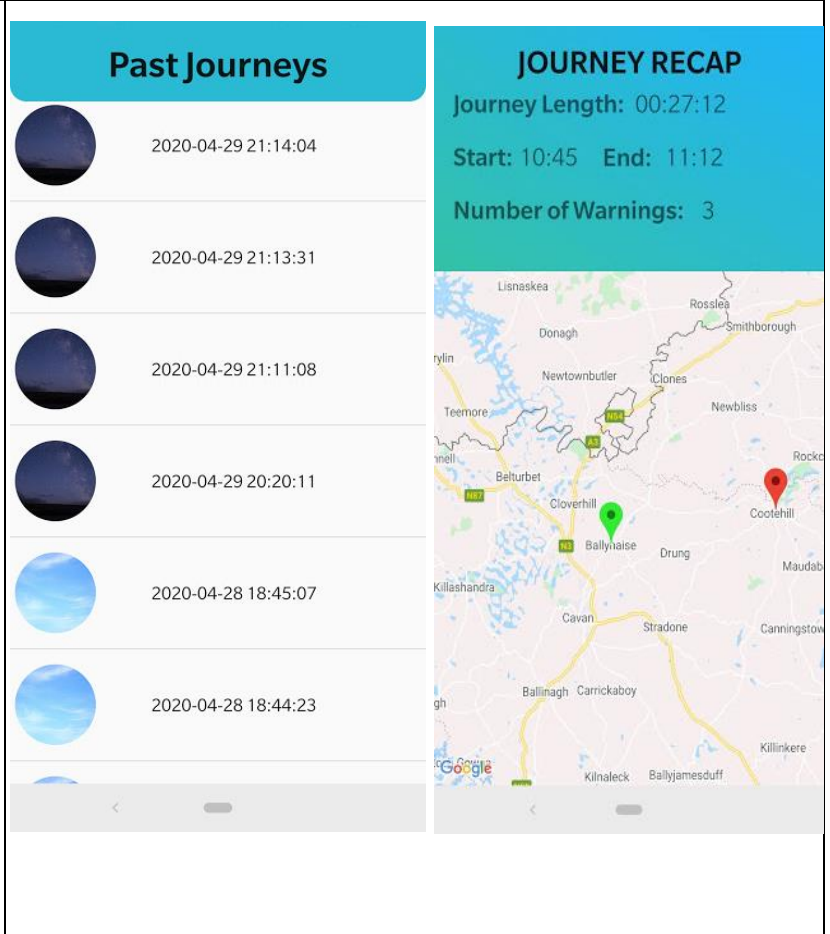 Past Journeys
2020-04-29 21:14:04
2020-04-29 21:13:31
2020-04-29 21:11:08
2020-04-29 20:20:11
2020-04-28 18:45:07
2020-04-28 18:44:23
JOURNEY RECAP
Journey Length: 00:27:12
Start: 10:45 End: 11:12
Number of Warnings: 3
Lisnaskea
Rosslea
Smithborough
Donagh
rylin
Newtownbutler
Clones
Teemore
N54
Newbliss
A3
nnell
Rockc
Belturbet
N87
Cloverhill
Cootehill
N3
Ballyhaise
Drung
Maudab
Killashandra
Cavan
Stradone
Canningstow
gh
Ballinagh
Carrickaboy
Killinkere
Google
Kilnaleck
Ballyjamesduff